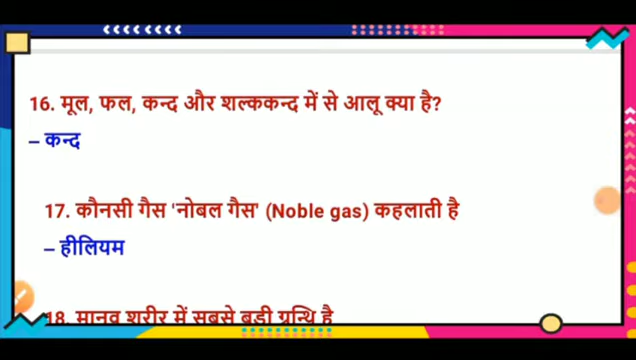 16. मूल, फल, कन्द और शल्ककन्द में से आलू क्या है?
– कन्द
17. कौनसी गैस 'नोबल गैस' (Noble gas) कहलाती है
– हीलियम
18. मानव शरीर में सबसे बड़ी ग्रन्थि है